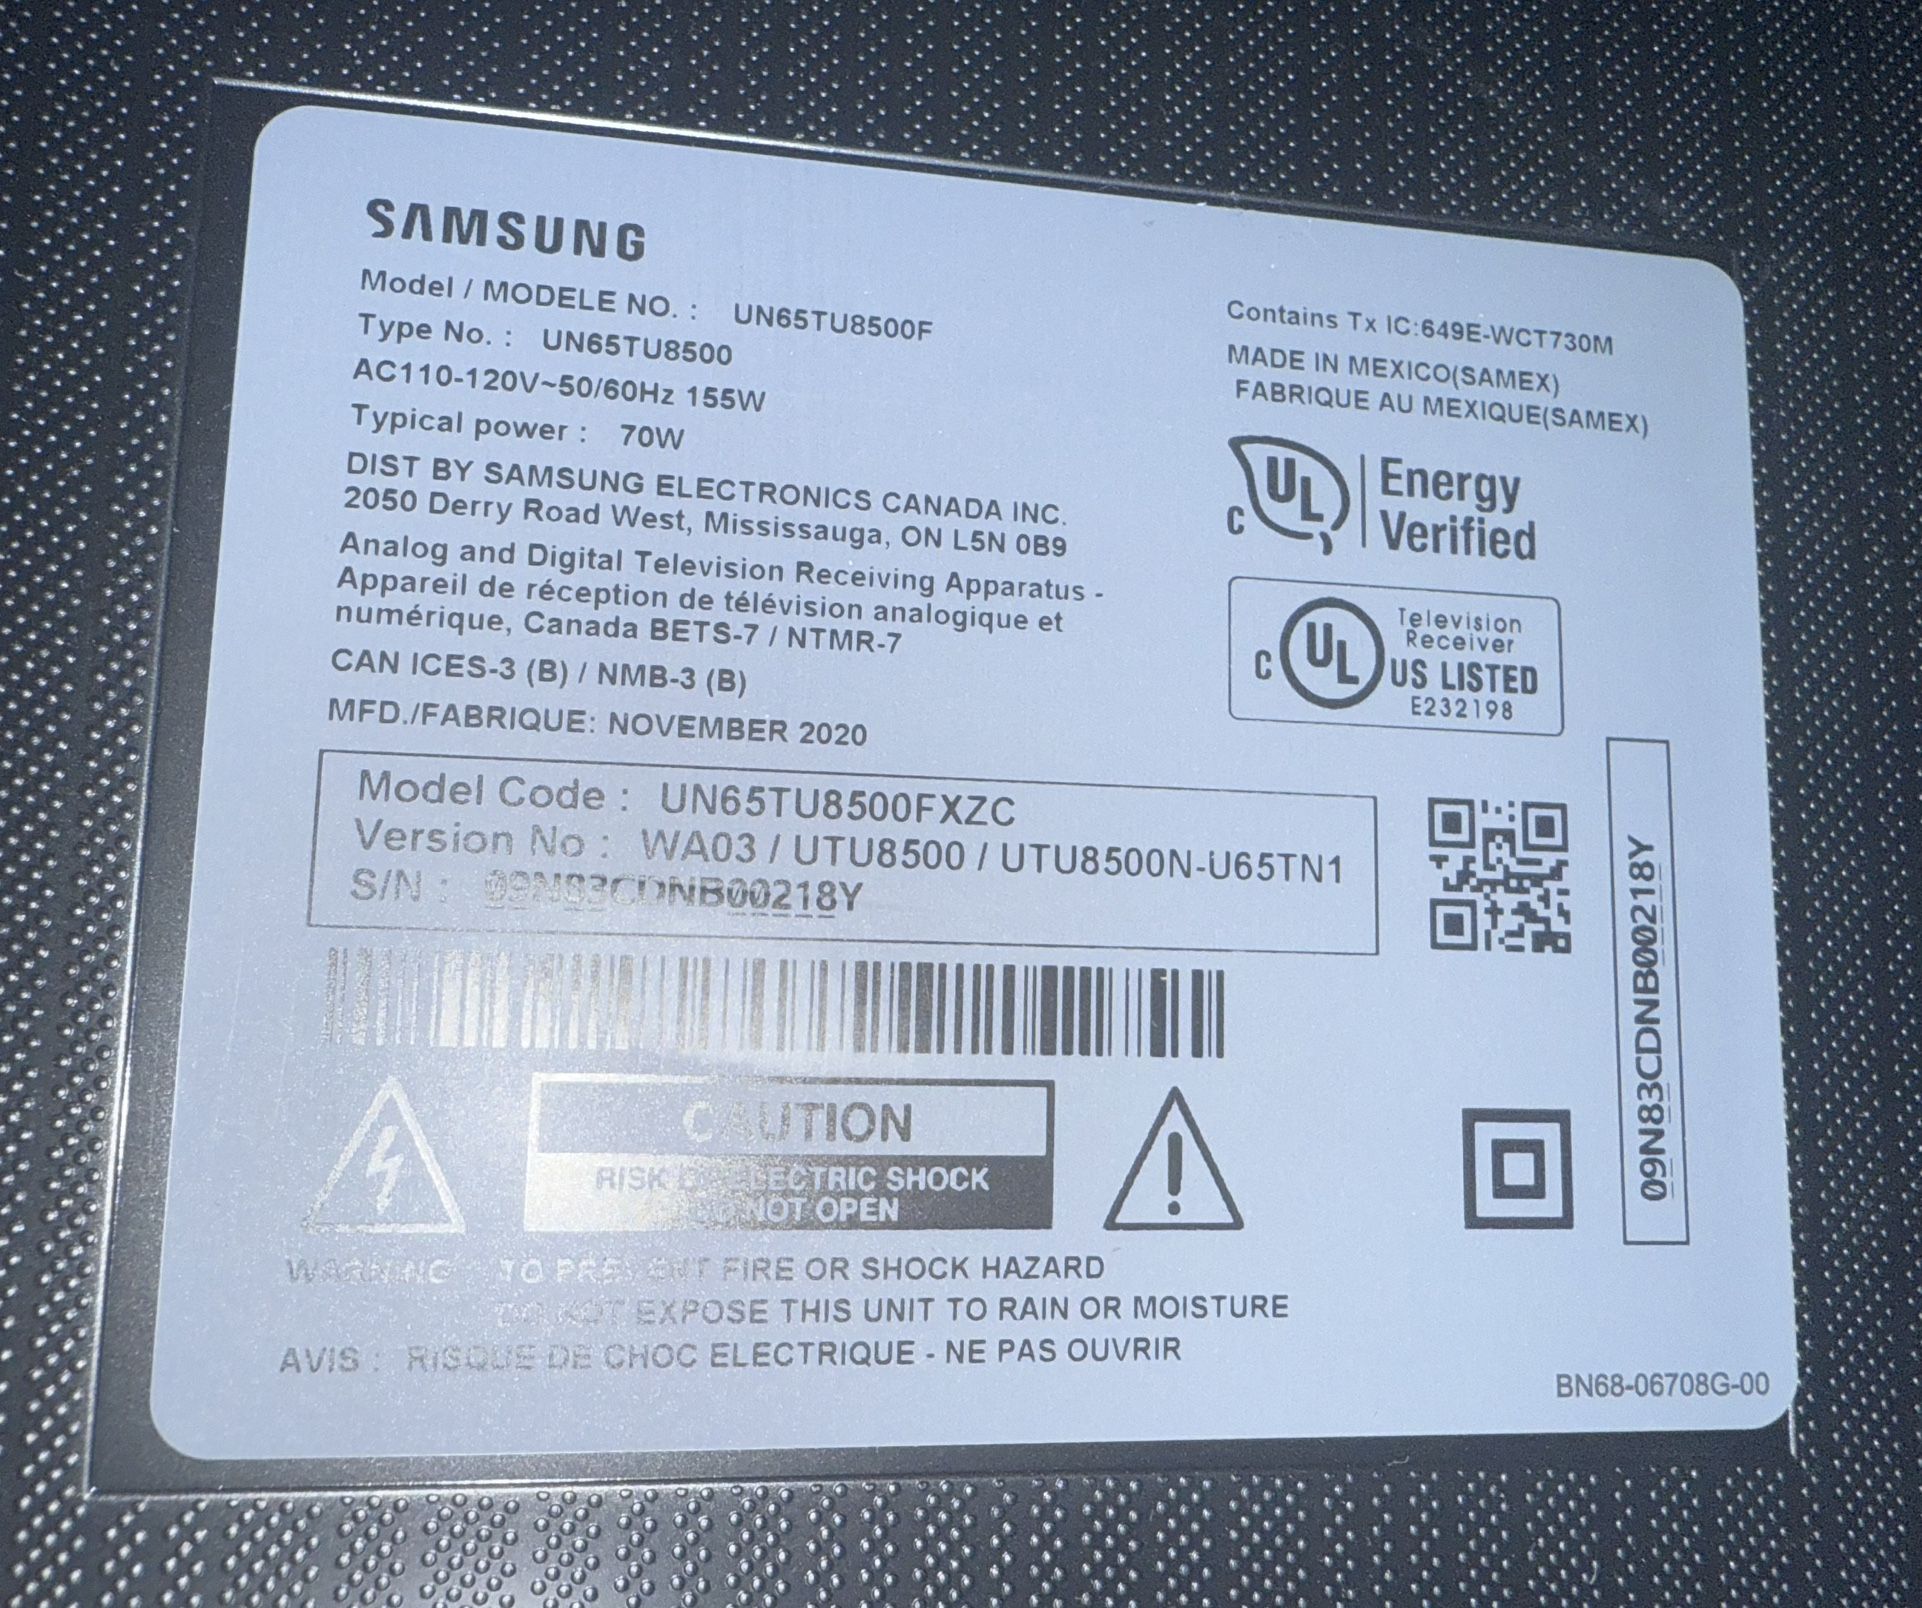 SAMSUNG
Model / MODELE NO. : UN65TU8500F
Type No. : UN65TU8500
AC110-120V~50/60Hz 155W
Typical power : 70W
DIST BY SAMSUNG ELECTRONICS CANADA INC.
2050 Derry Road West, Mississauga, ON L5N 0B9
Analog and Digital Television Receiving Apparatus -
Appareil de réception de télévision analogique et
numérique, Canada BETS-7 / NTMR-7
CAN ICES-3 (B) / NMB-3 (B)
MFD./FABRIQUE: NOVEMBER 2020
Contains Tx IC:649E-WCT730M
MADE IN MEXICO(SAMEX)
FABRIQUE AU MEXIQUE(SAMEX)
C UL Energy
Verified
Television
Receiver
C UL US LISTED
E232198
Model Code : UN65TU8500FXZC
Version No : WA03 / UTU8500 / UTU8500N-U65TN1
S/N : 09N83CDNB00218Y
09N83CDNB00218Y
CAUTION
RISK OF ELECTRIC SHOCK
DO NOT OPEN
WARNING : TO PREVENT FIRE OR SHOCK HAZARD
DO NOT EXPOSE THIS UNIT TO RAIN OR MOISTURE
AVIS : RISQUE DE CHOC ELECTRIQUE - NE PAS OUVRIR
BN68-06708G-00